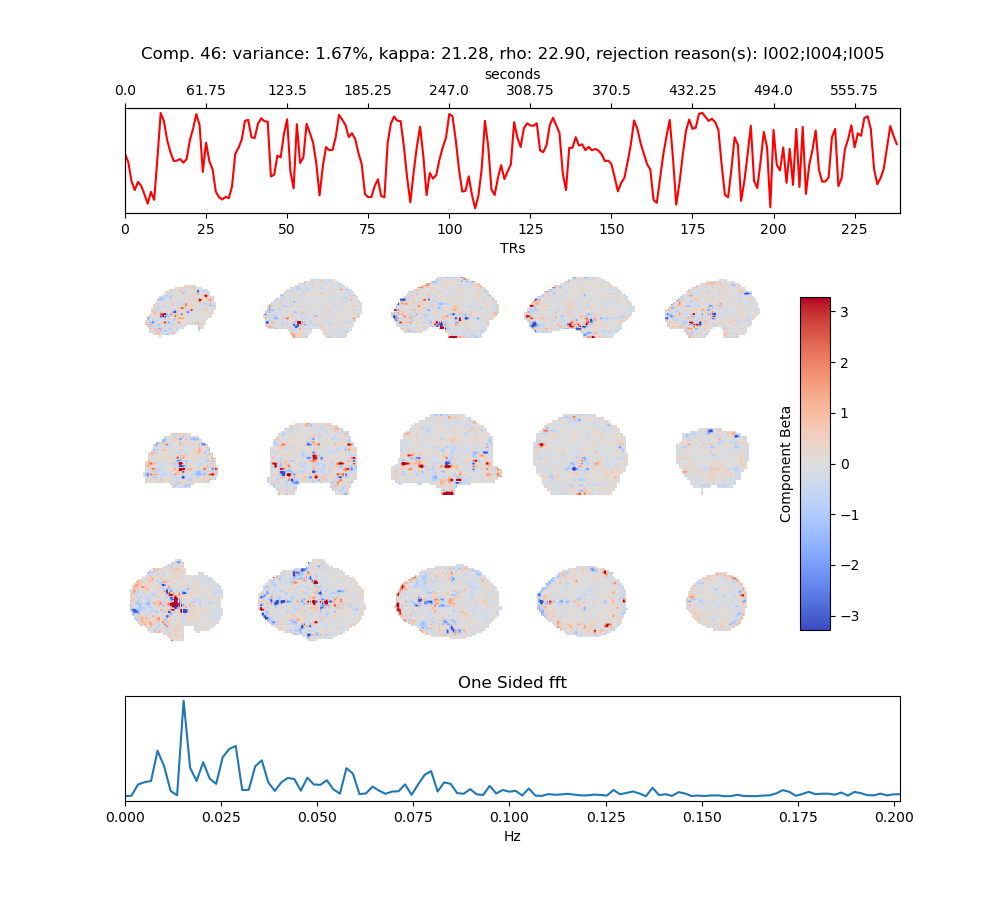 Comp. 46: variance: 1.67%, kappa: 21.28, rho: 22.90, rejection reason(s): I002;I004;I005
seconds
0.0 61.75 123.5 185.25 247.0 308.75 370.5 432.25 494.0 555.75
0 25 50 75 100 125 150 175 200 225
TRs
3
2
1
0
−1
−2
−3
Component Beta
One Sided fft
0.000 0.025 0.050 0.075 0.100 0.125 0.150 0.175 0.200
Hz